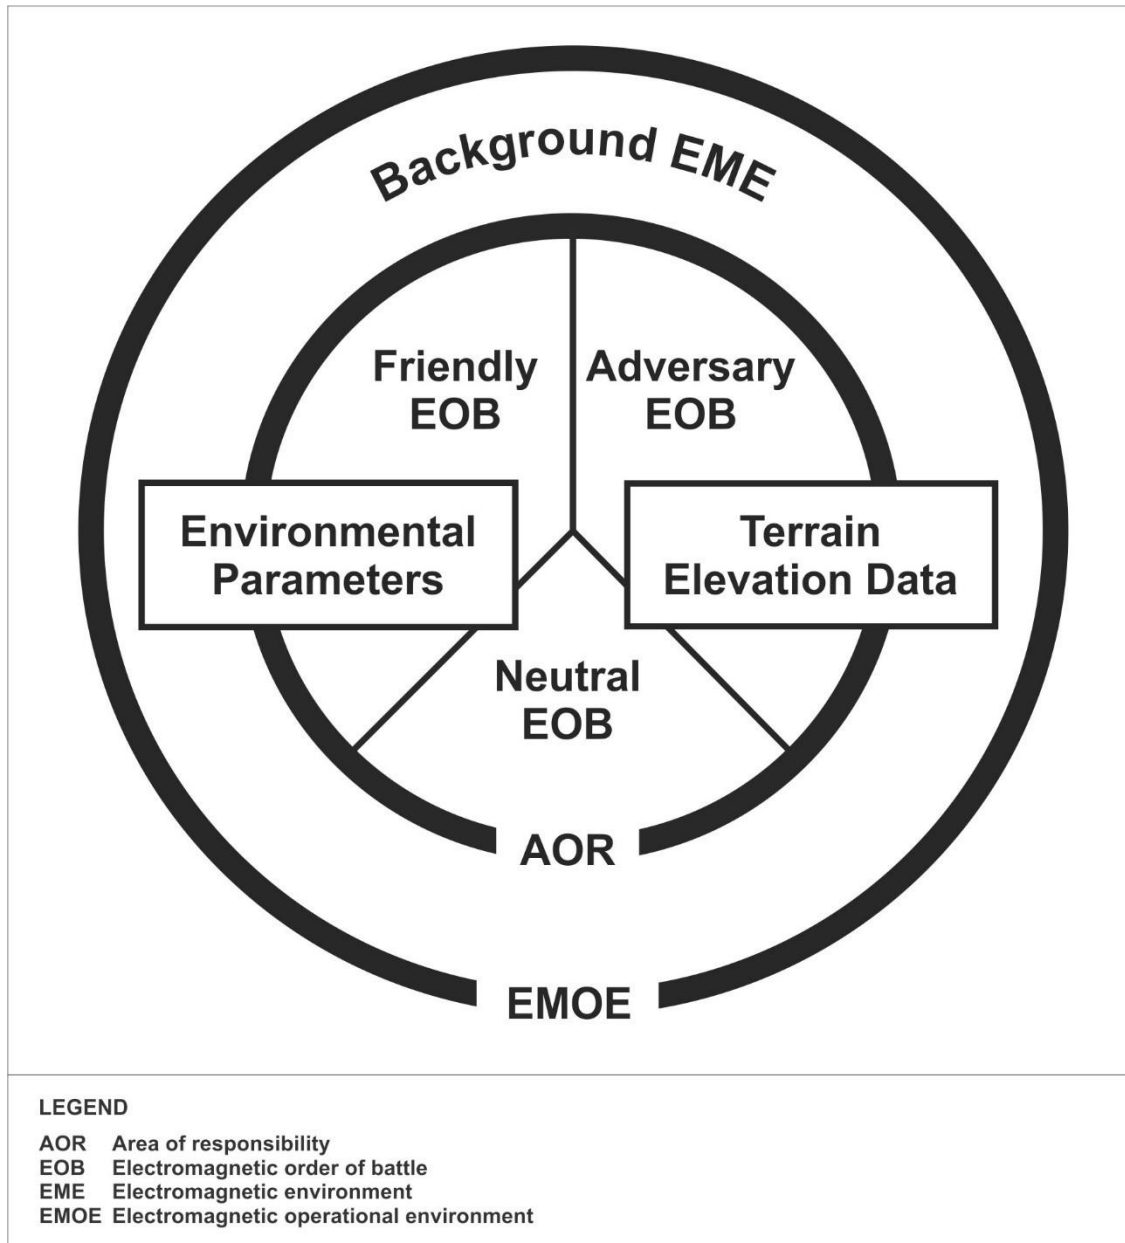 Background EME
Friendly
EOB
Adversary
EOB
Environmental
Parameters
Terrain
Elevation Data
Neutral
EOB
AOR
EMOE
LEGEND
AOR Area of responsibility
EOB Electromagnetic order of battle
EME Electromagnetic environment
EMOE Electromagnetic operational environment